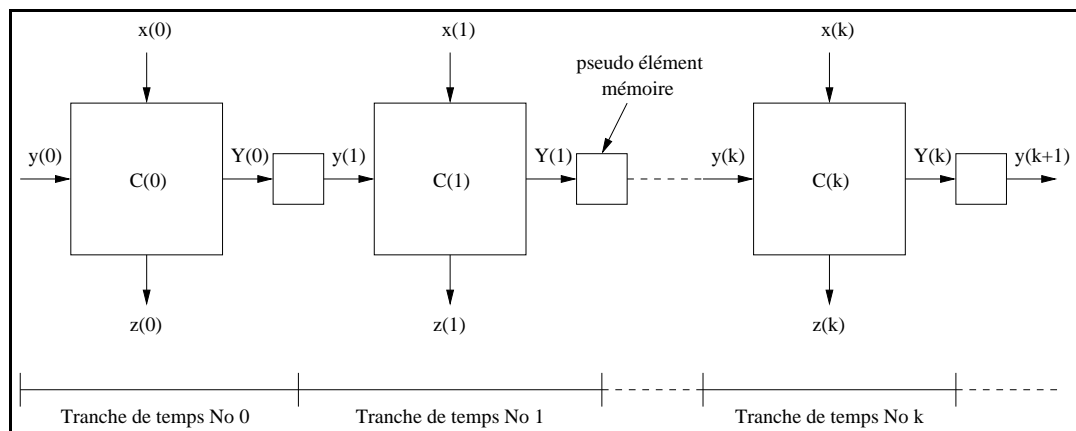 x(0) x(1) x(k)
pseudo élément
mémoire
y(0) Y(0) y(1) Y(1) y(k) Y(k) y(k+1)
C(0) C(1) C(k)
z(0) z(1) z(k)
Tranche de temps No 0 Tranche de temps No 1 Tranche de temps No k